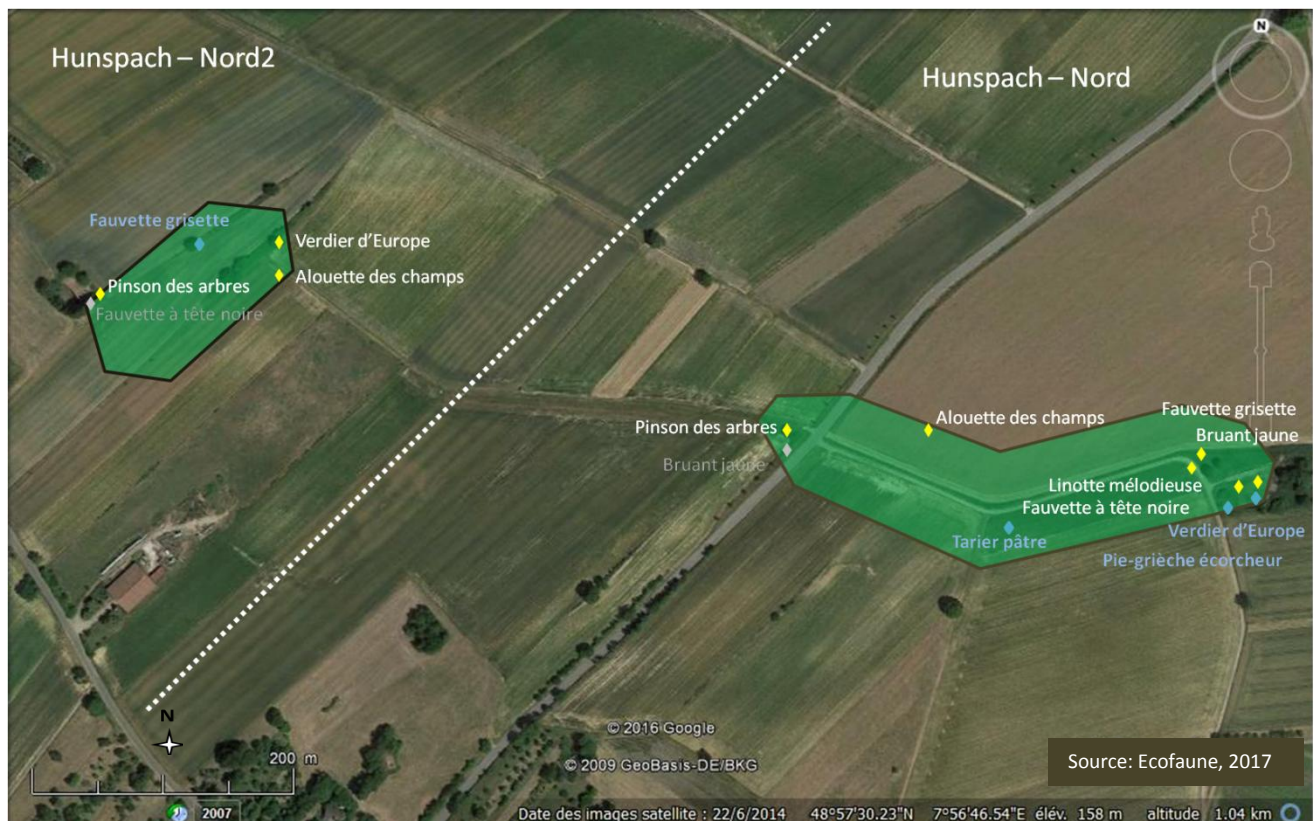 Hunspach – Nord2
Hunspach – Nord
N
Fauvette grisette
Verdier d’Europe
Alouette des champs
Pinson des arbres
Fauvette à tête noire
Pinson des arbres
Bruant jaune
Alouette des champs
Fauvette grisette
Bruant jaune
Linotte mélodieuse
Fauvette à tête noire
Tarier pâtre
Verdier d’Europe
Pie-grièche écorcheur
N
200 m
© 2016 Google
© 2009 GeoBasis-DE/BKG
Source: Ecofaune, 2017
2007
Date des images satellite : 22/6/2014 48°57'30.23"N 7°56'46.54"E élév. 158 m altitude 1.04 km